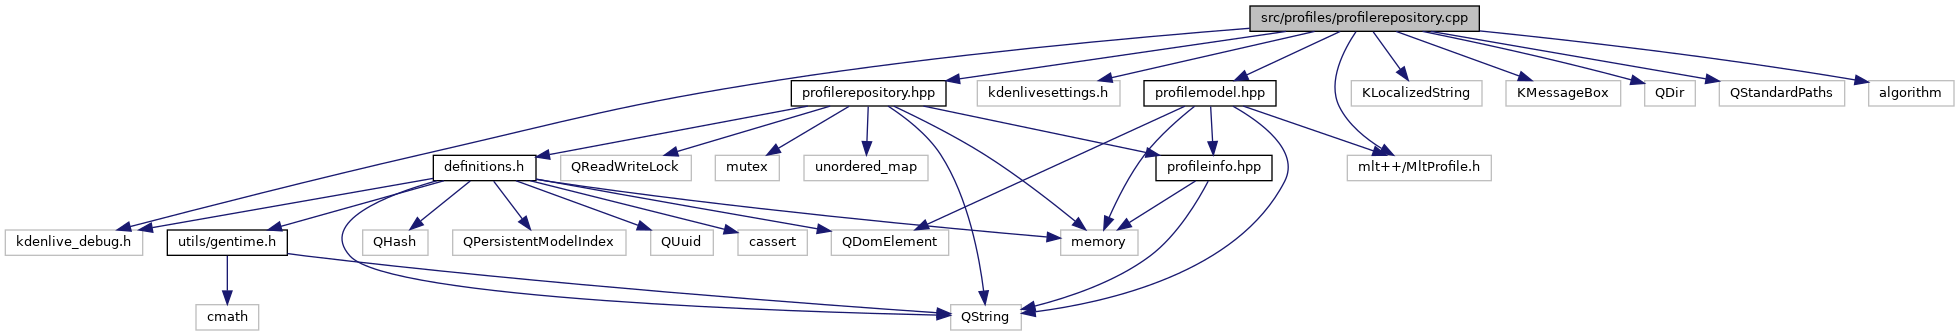 src/profiles/profilerepository.cpp
profilerepository.hpp
kdenlivesettings.h
profilemodel.hpp
KLocalizedString
KMessageBox
QDir
QStandardPaths
algorithm
definitions.h
QReadWriteLock
mutex
unordered_map
profileinfo.hpp
mlt++/MltProfile.h
kdenlive_debug.h
utils/gentime.h
QHash
QPersistentModelIndex
QUuid
cassert
QDomElement
memory
cmath
QString